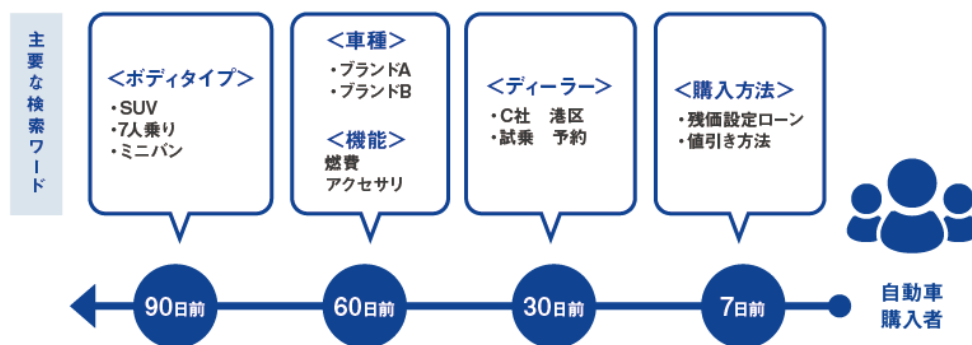 主要な検索ワード
＜ボディタイプ＞
・SUV
・7人乗り
・ミニバン
＜車種＞
・ブランドA
・ブランドB
＜機能＞
燃費
アクセサリ
＜ディーラー＞
・C社　港区
・試乗　予約
＜購入方法＞
・残価設定ローン
・値引き方法
90日前
60日前
30日前
7日前
自動車
購入者